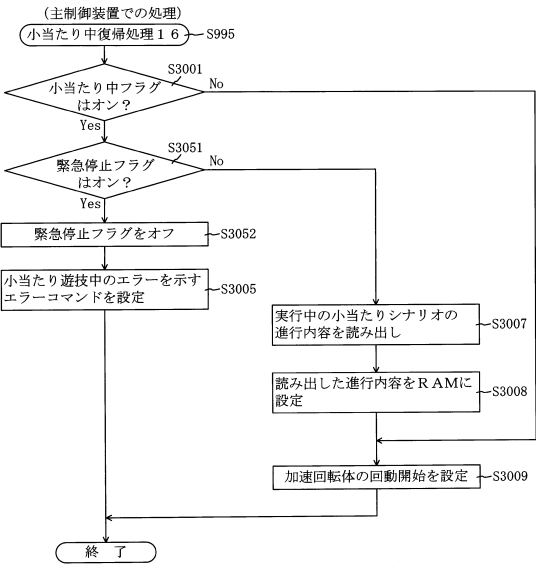 (主制御装置での処理)
小当たり中復帰処理16
S995
S3001
小当たり中フラグ
はオン?
No
Yes
S3051
緊急停止フラグ
はオン?
No
Yes
緊急停止フラグをオフ
S3052
小当たり遊技中のエラーを示す
エラーコマンドを設定
S3005
実行中の小当たりシナリオの
進行内容を読み出し
S3007
読み出した進行内容をRAMに
設定
S3008
加速回転体の回動開始を設定
S3009
終 了